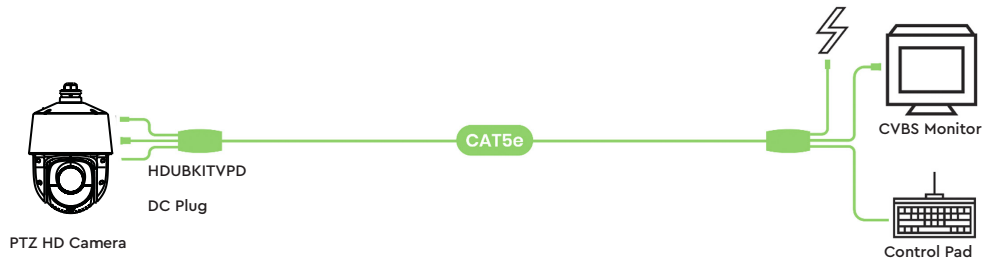 CAT5e
CVBS Monitor
HDUBKITVPD
DC Plug
PTZ HD Camera
Control Pad